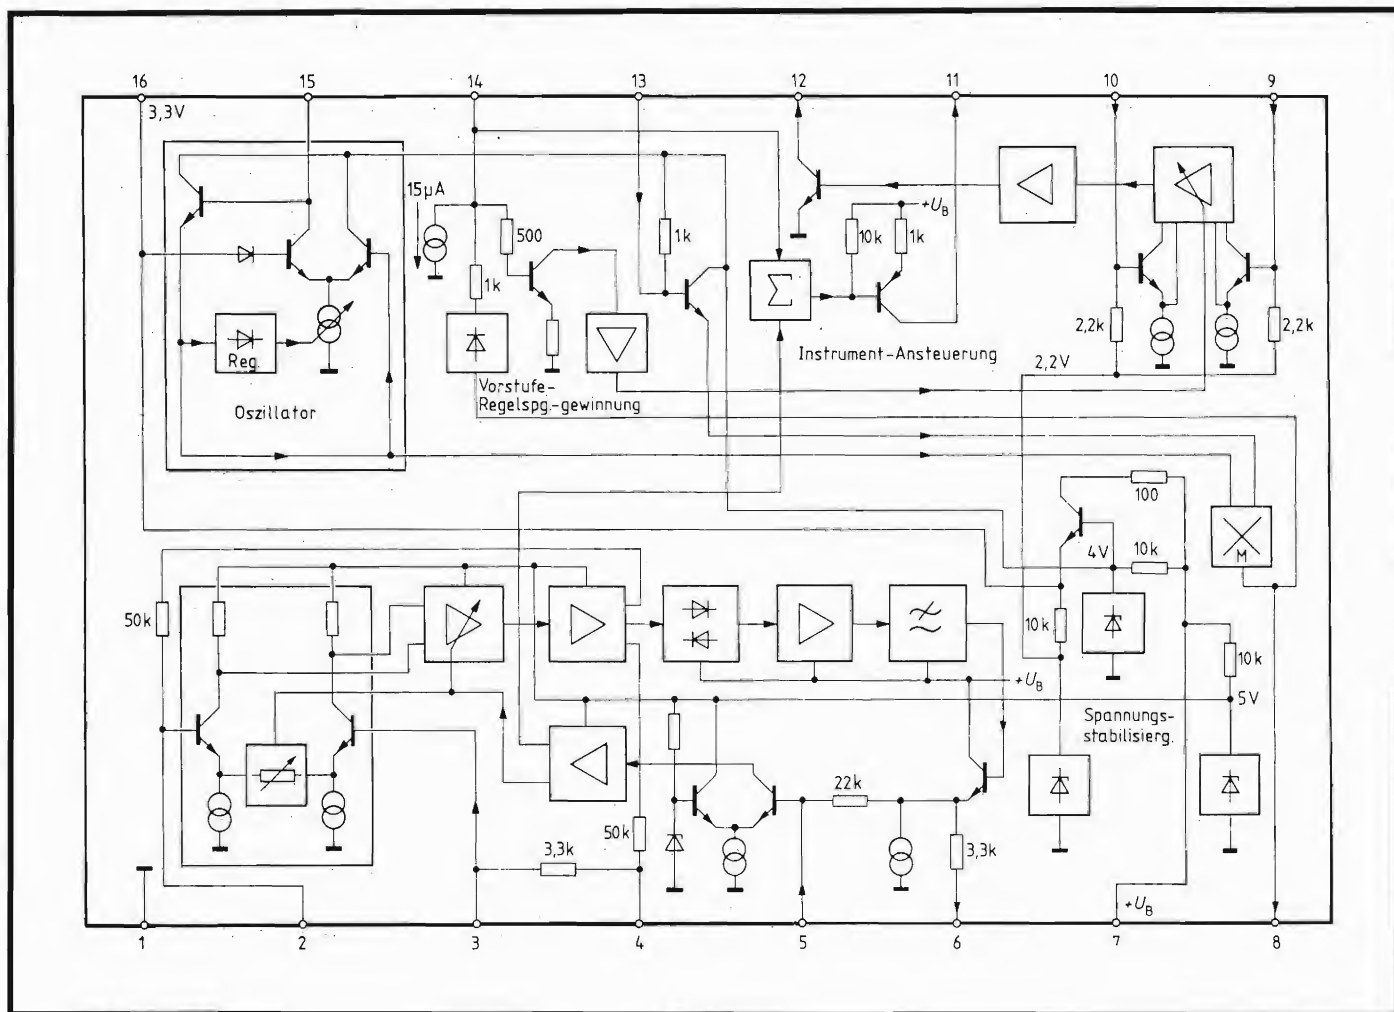 16 15 14 13 12 11 10 9
3,3V
15µA
+U_B
500
1k
10k
1k
1k
Σ
2,2k
2,2k
Reg.
Instrument-Ansteuerung
2,2V
Vorstufe-
Regelspg.-gewinnung
Oszillator
100
4V
10k
M
50k
10k
10k
+U_B
5V
Spannungs-
stabilisierg.
22k
50k
3,3k
3,3k
+U_B
1 2 3 4 5 6 7 8